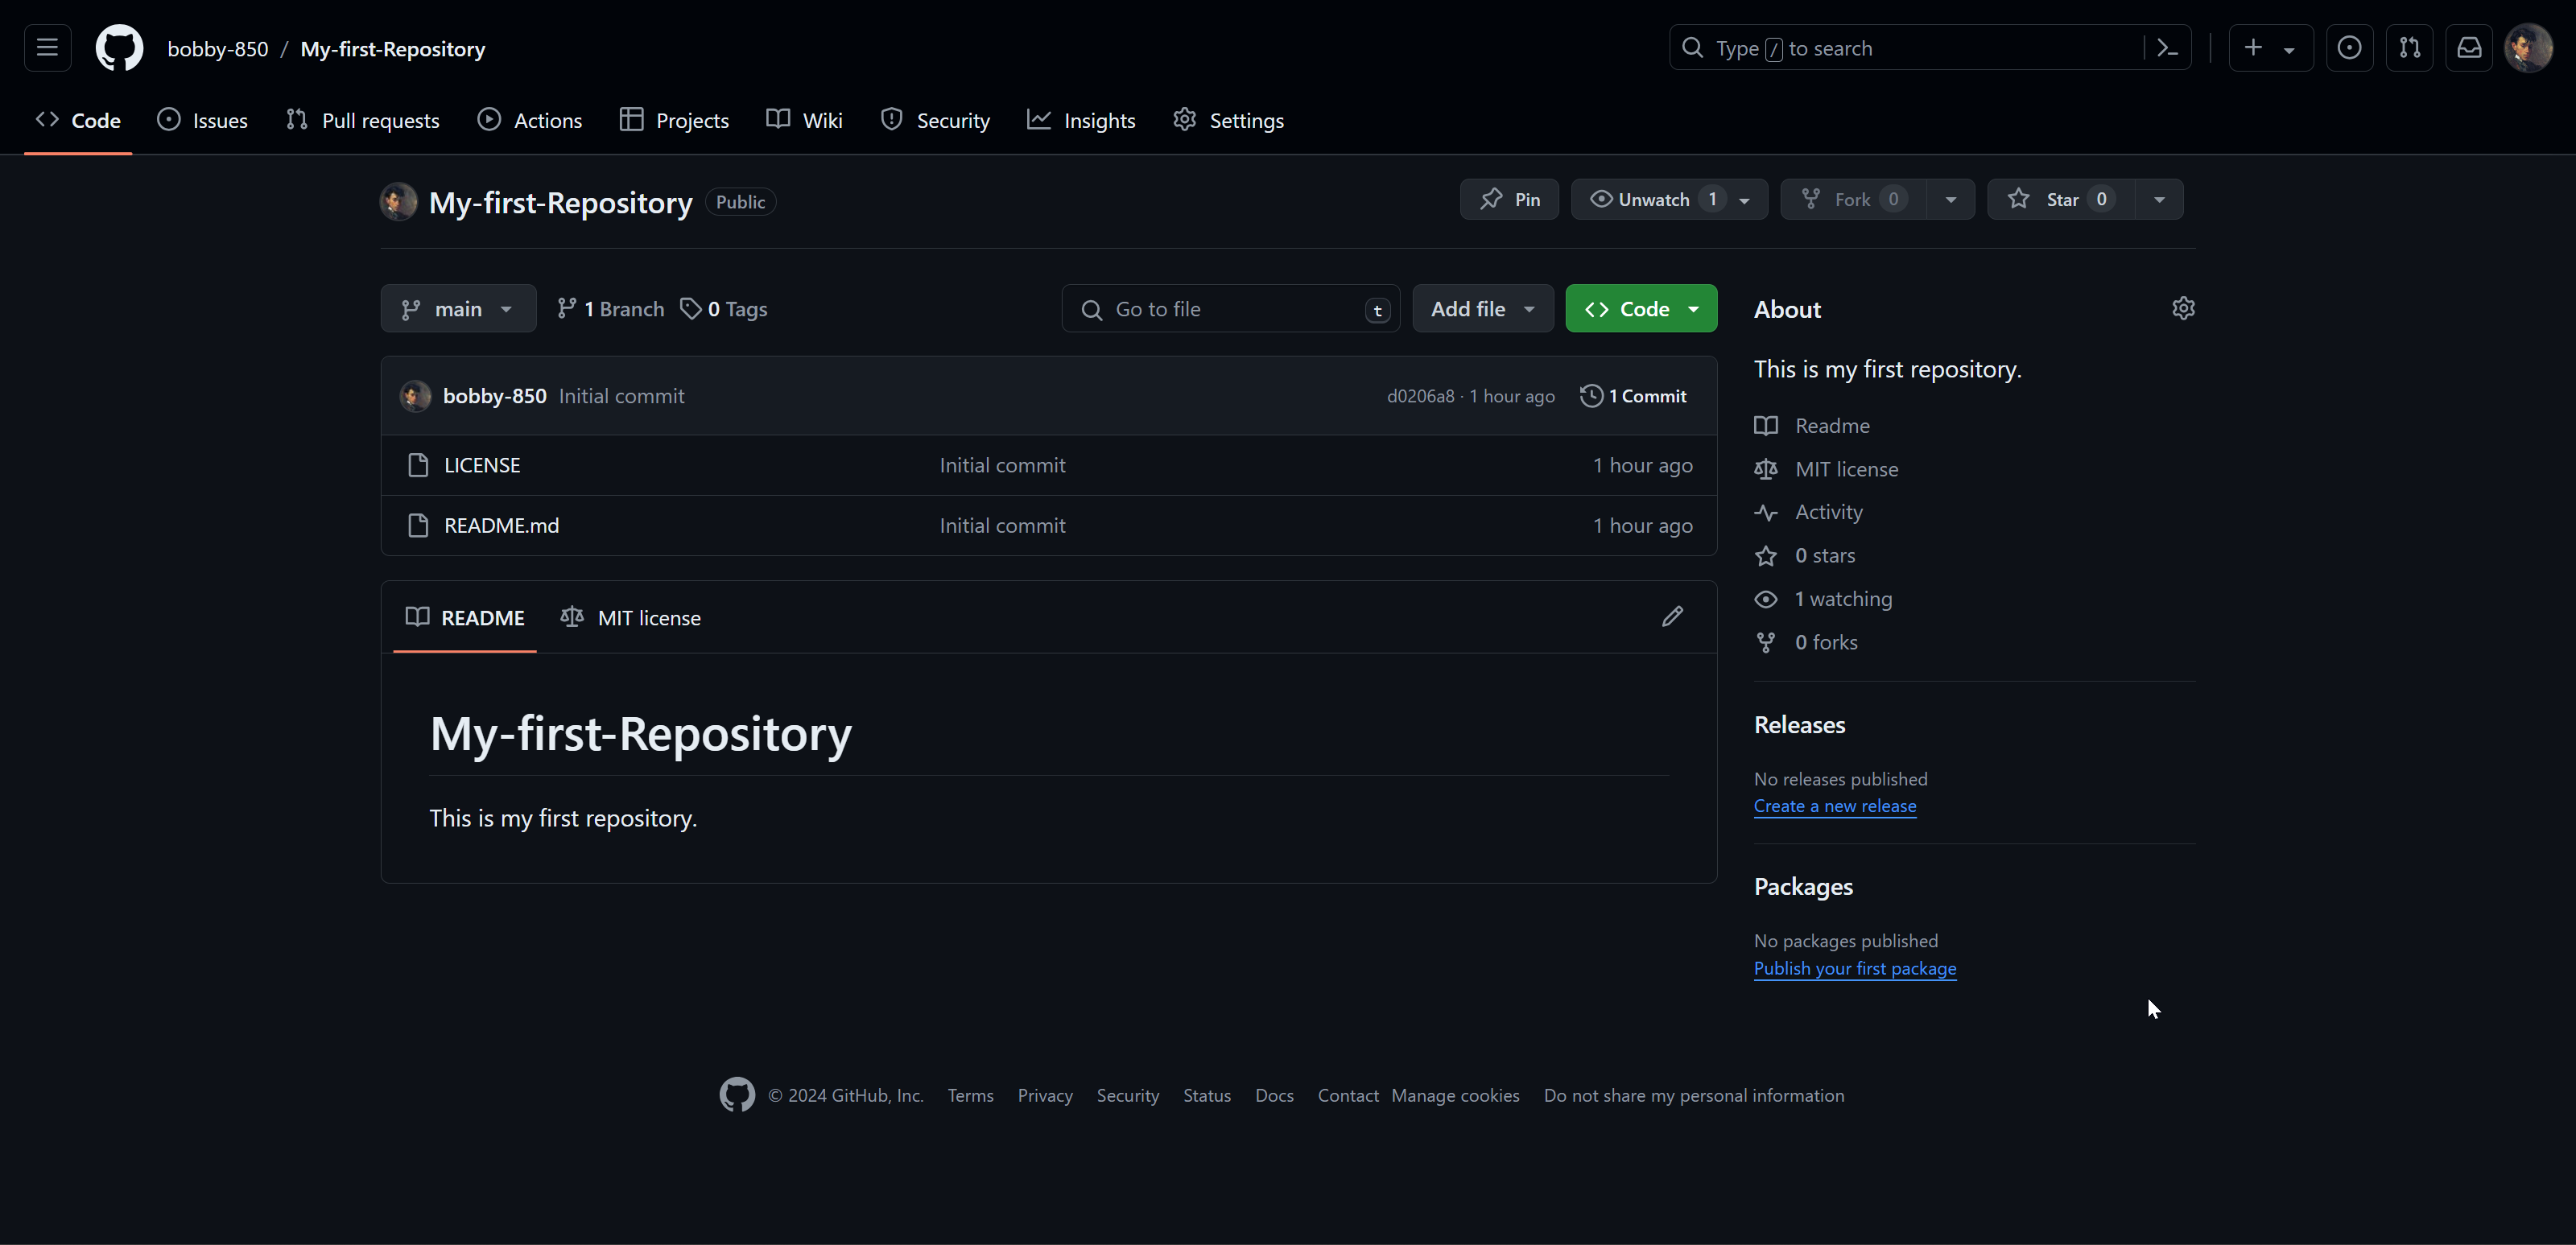 bobby-850 / My-first-Repository
Type / to search
Code Issues Pull requests Actions Projects Wiki Security Insights Settings
My-first-Repository Public
Pin Unwatch 1 Fork 0 Star 0
main 1 Branch 0 Tags Go to file t Add file Code
bobby-850 Initial commit d0206a8 · 1 hour ago 1 Commit
LICENSE Initial commit 1 hour ago
README.md Initial commit 1 hour ago
README MIT license
My-first-Repository
This is my first repository.
About
This is my first repository.
Readme
MIT license
Activity
0 stars
1 watching
0 forks
Releases
No releases published
Create a new release
Packages
No packages published
Publish your first package
© 2024 GitHub, Inc. Terms Privacy Security Status Docs Contact Manage cookies Do not share my personal information